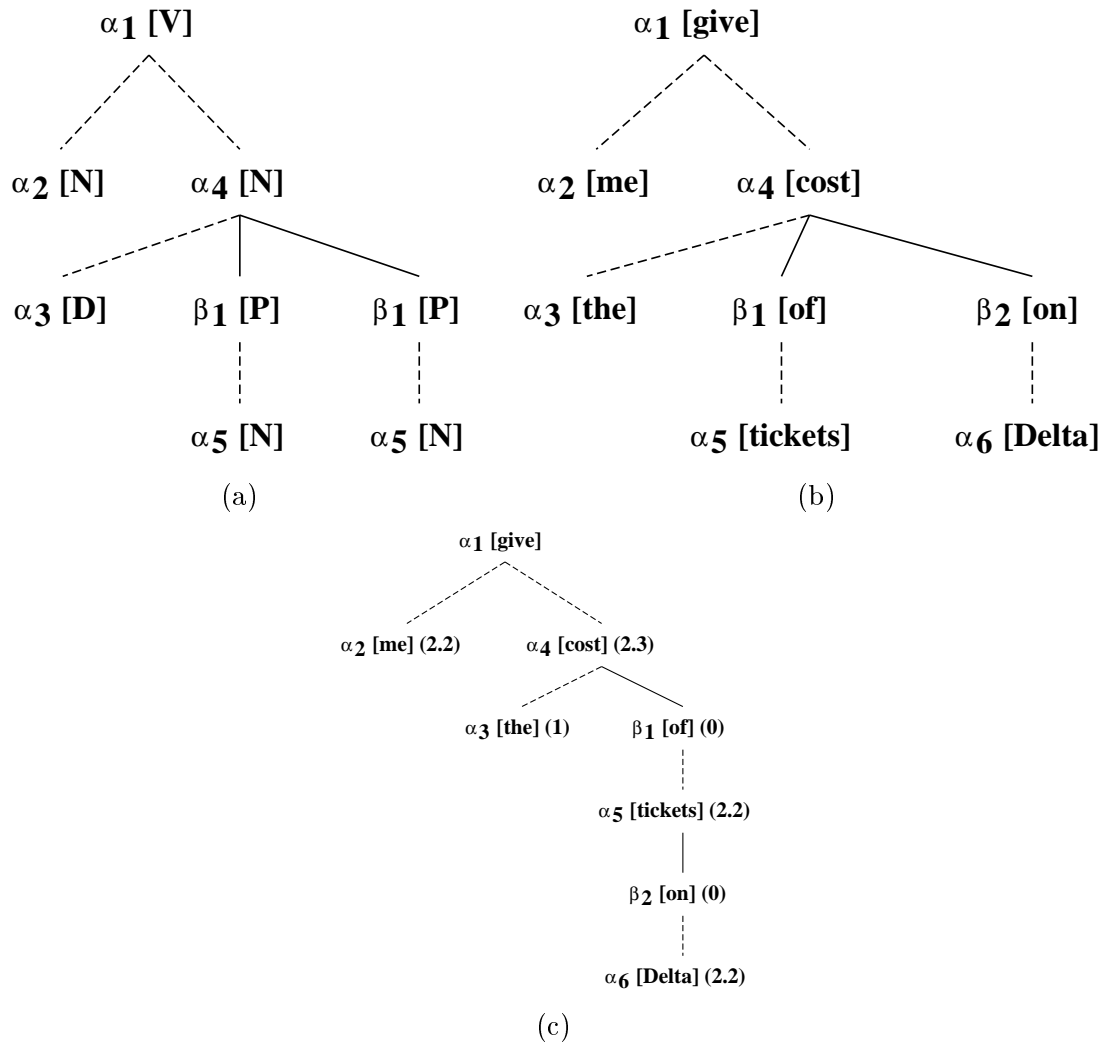 α1 [V] α1 [give]
α2 [N] α4 [N] α2 [me] α4 [cost]
α3 [D] β1 [P] β1 [P] α3 [the] β1 [of] β2 [on]
α5 [N] α5 [N] α5 [tickets] α6 [Delta]
(a) (b)
α1 [give]
α2 [me] (2.2) α4 [cost] (2.3)
α3 [the] (1) β1 [of] (0)
α5 [tickets] (2.2)
β2 [on] (0)
α6 [Delta] (2.2)
(c)